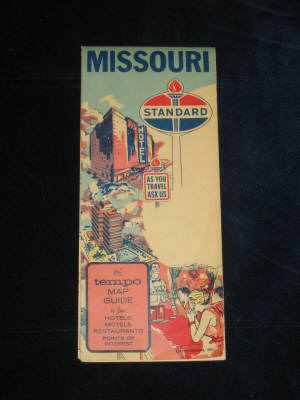 MISSOURI
STANDARD
HOTEL
AS YOU
TRAVEL
ASK US
tempo
MAP
GUIDE
to fine
HOTELS
MOTELS
RESTAURANTS
POINTS OF
INTEREST